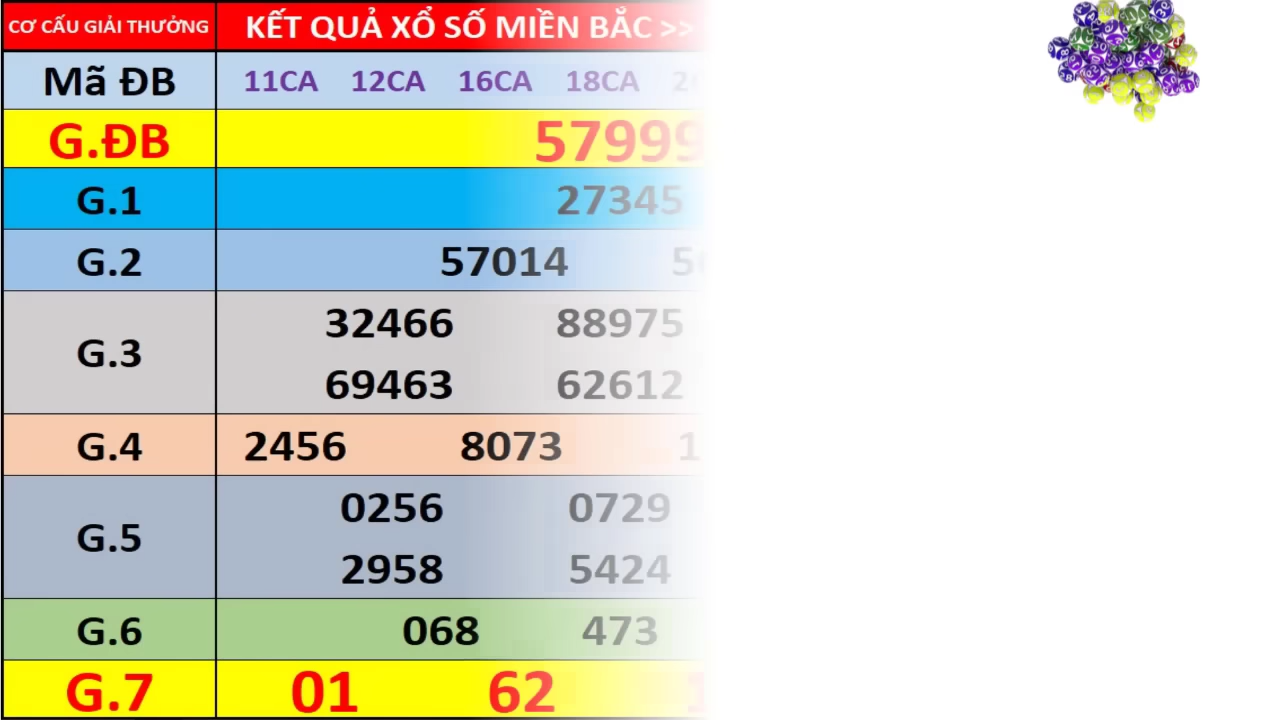 CƠ CẤU GIẢI THƯỞNG KẾT QUẢ XỔ SỐ MIỀN BẮC >>
Mã ĐB 11CA 12CA 16CA 18CA
G.ĐB 57999
G.1 27345
G.2 57014
32466 88975
G.3
69463 62612
G.4 2456 8073
0256 0729
G.5
2958 5424
G.6 068 473
G.7 01 62